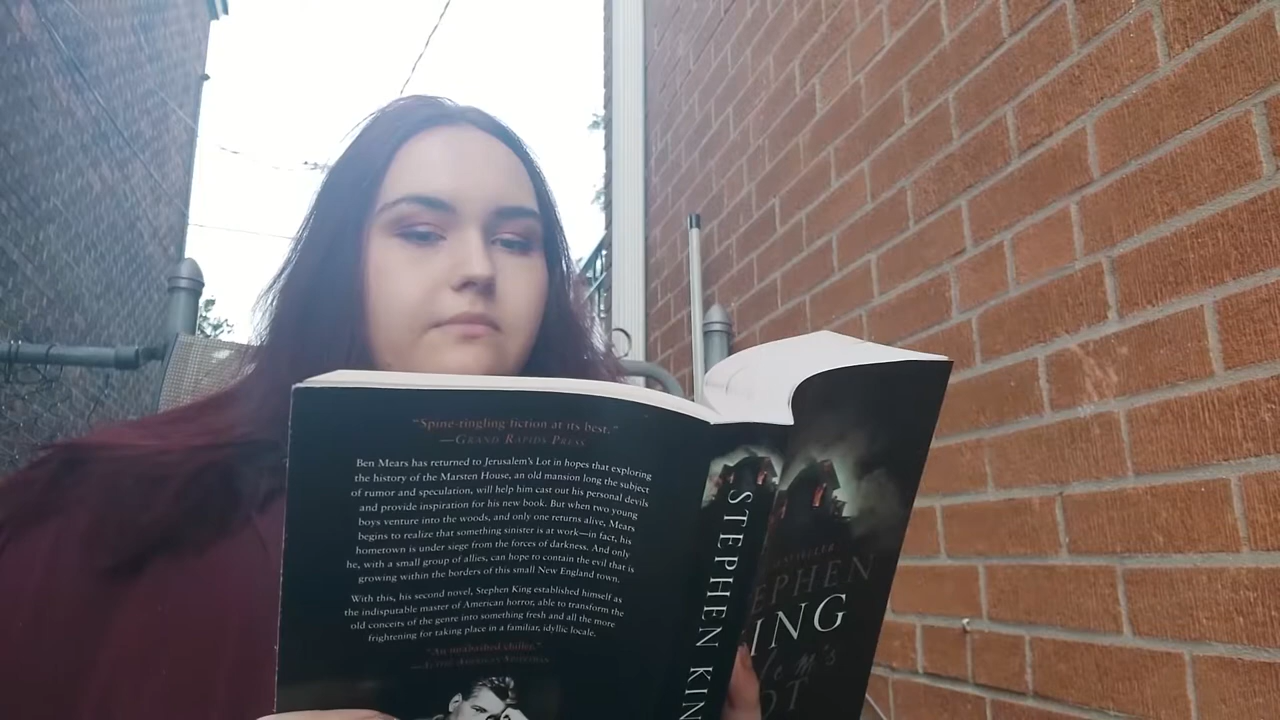 "Spine-tingling fiction at its best."
—GRAND RAPIDS PRESS
Ben Mears has returned to Jerusalem's Lot in hopes that exploring
the history of the Marsten House, an old mansion long the subject
of rumor and speculation, will help him cast out his personal devils
and provide inspiration for his new book. But when two young
boys venture into the woods, and only one returns alive, Mears
begins to realize that something sinister is at work—in fact, his
hometown is under siege from the forces of darkness. And only
he, with a small group of allies, can hope to contain the evil that is
growing within the borders of this small New England town.
With this, his second novel, Stephen King established himself as
the indisputable master of American horror, able to transform the
old conceits of the genre into something fresh and all the more
frightening for taking place in a familiar, idyllic locale.
"An unabashed chiller."
STEPHEN KIN
EPHEN
ING
lem's
OT